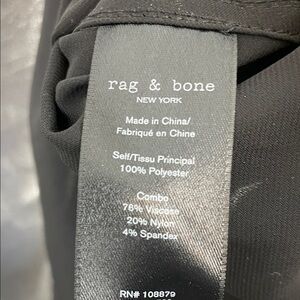 rag & bone
NEW YORK
Made in China/
Fabriqué en Chine
Self/Tissu Principal
100% Polyester
Combo
76% Viscose
20% Nylon
4% Spandex
RN# 108879